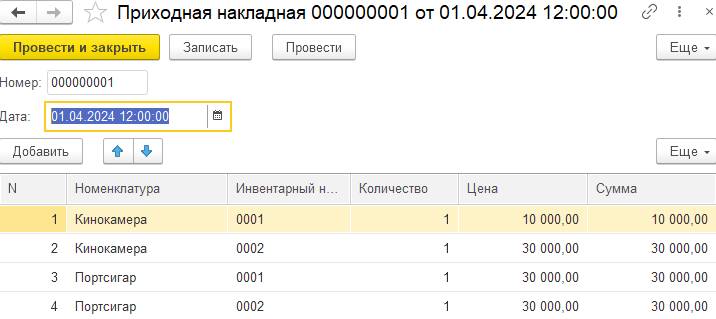 Приходная накладная 000000001 от 01.04.2024 12:00:00
Провести и закрыть Записать Провести Еще
Номер: 000000001
Дата: 01.04.2024 12:00:00
Добавить Еще
N Номенклатура Инвентарный н... Количество Цена Сумма
1 Кинокамера 0001 1 10 000,00 10 000,00
2 Кинокамера 0002 1 30 000,00 30 000,00
3 Портсигар 0001 1 30 000,00 30 000,00
4 Портсигар 0002 1 30 000,00 30 000,00